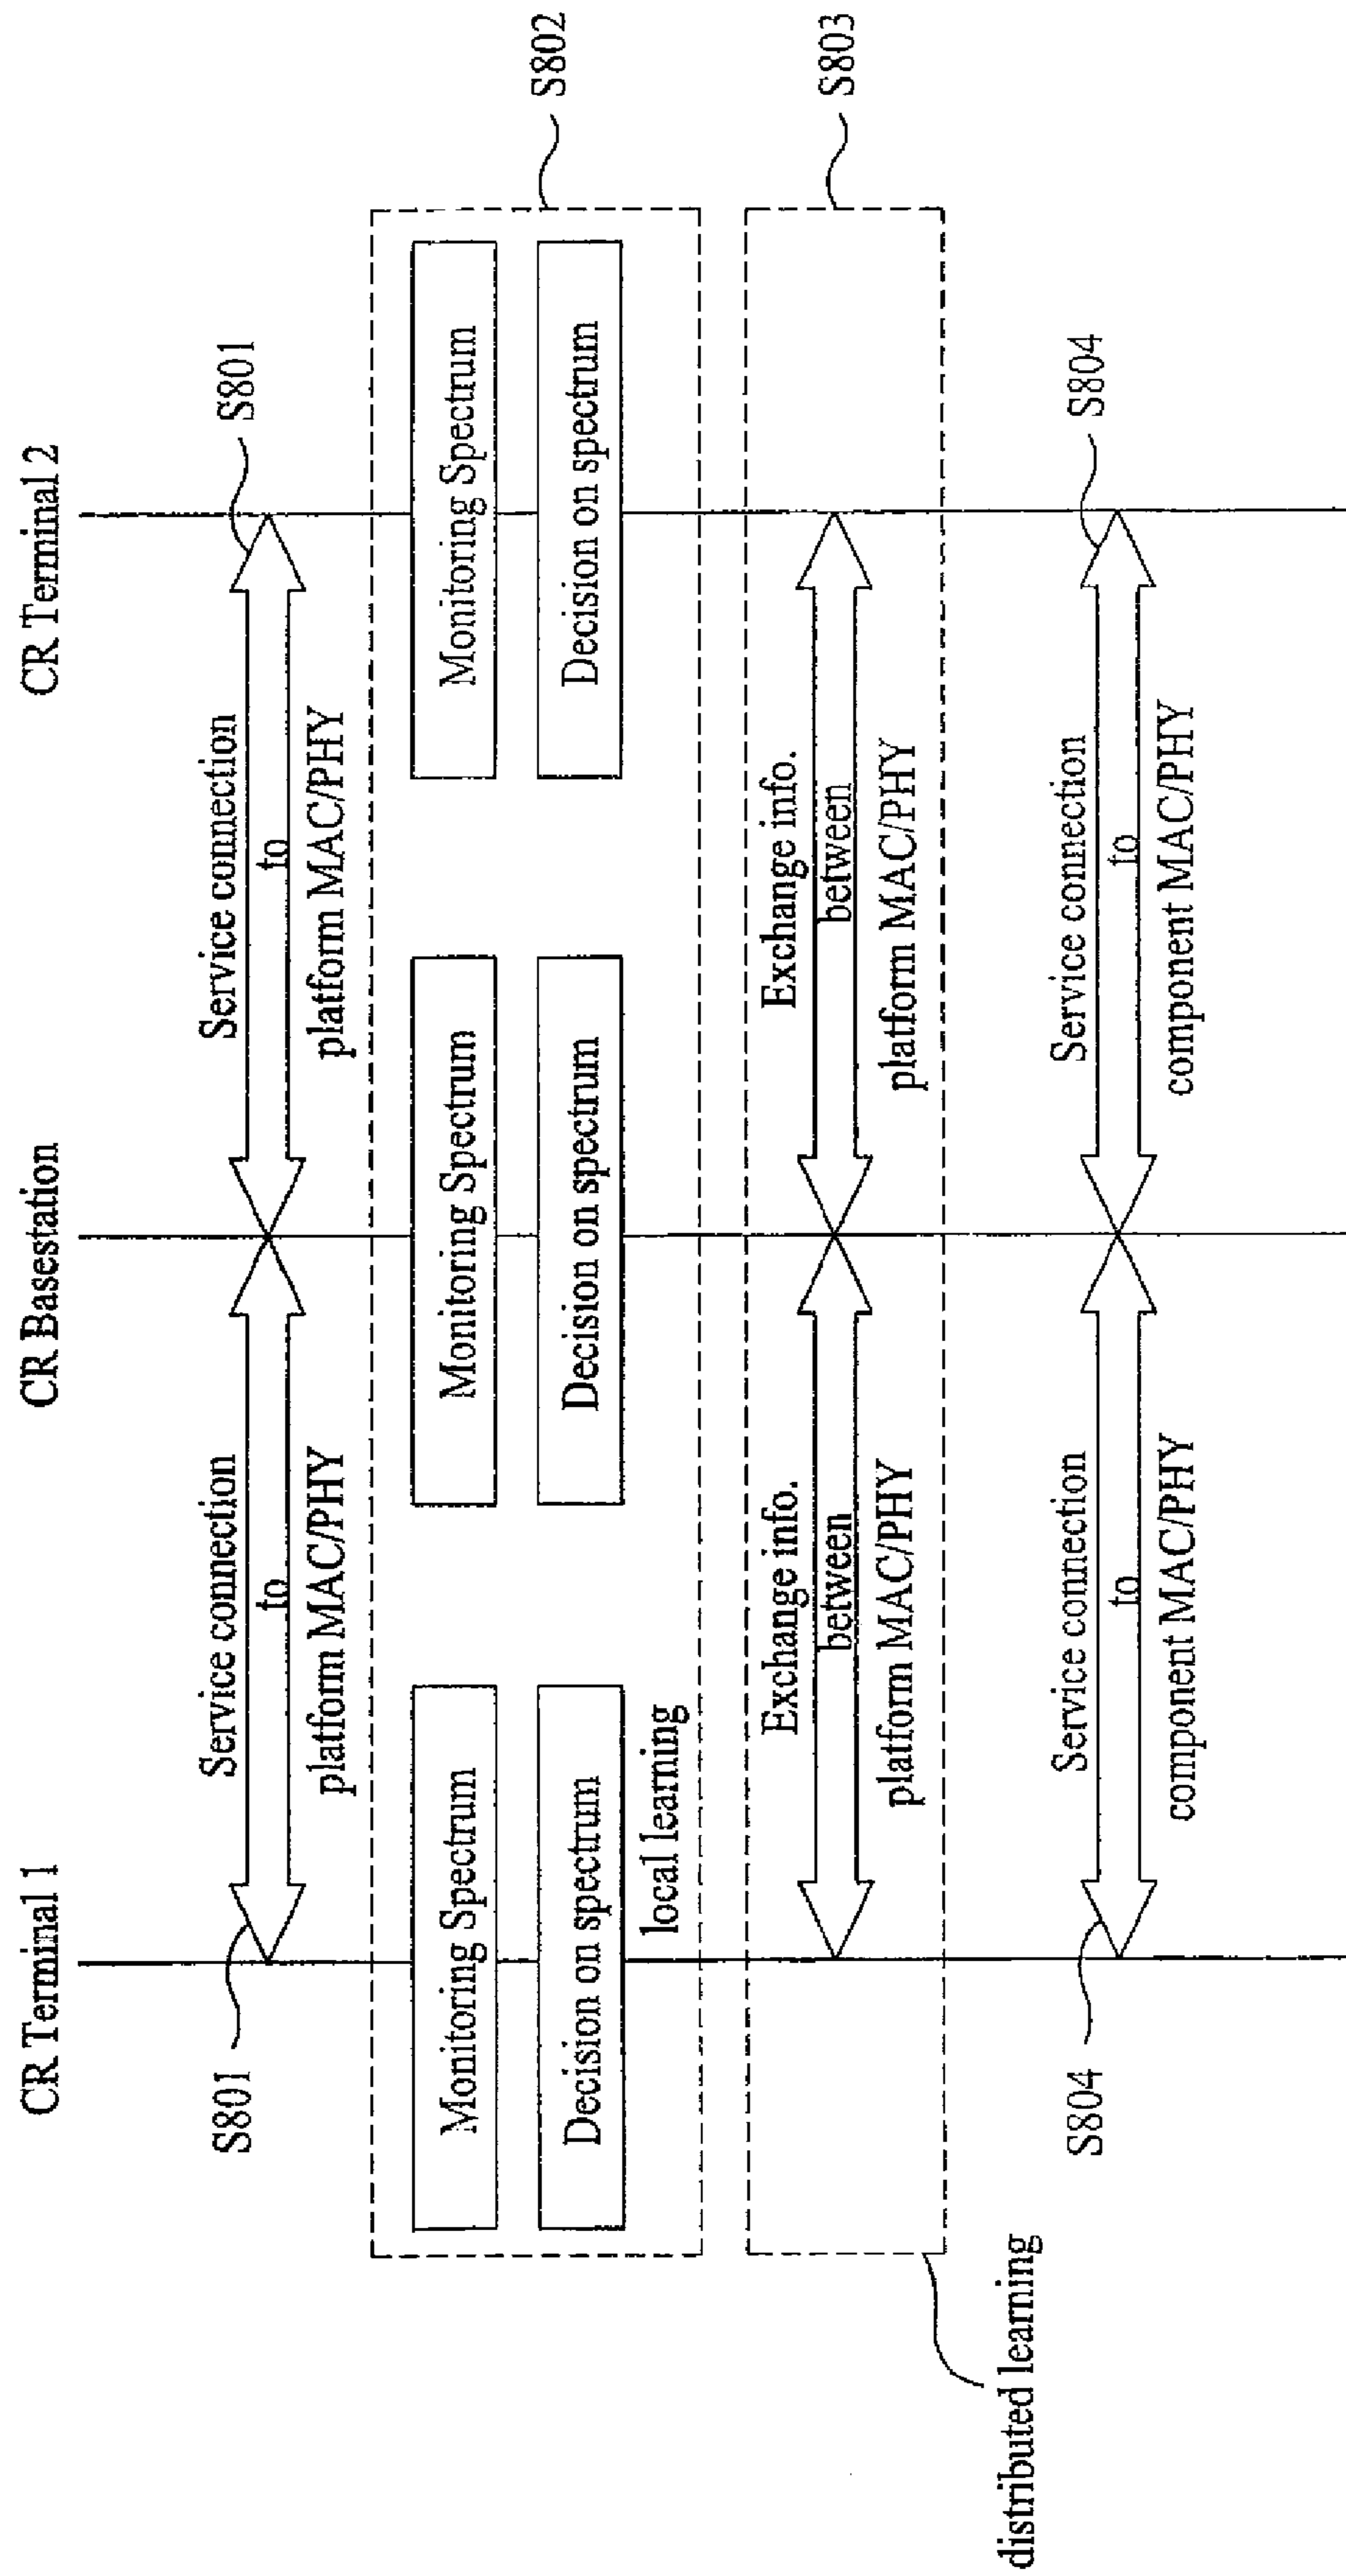 CR Terminal 1
CR Basestation
CR Terminal 2
S801
Service connection
to
platform MAC/PHY
Service connection
to
platform MAC/PHY
S801
Monitoring Spectrum
Monitoring Spectrum
Monitoring Spectrum
Decision on spectrum
Decision on spectrum
Decision on spectrum
local learning
S802
Exchange info.
between
platform MAC/PHY
Exchange info.
between
platform MAC/PHY
S803
distributed learning
S804
Service connection
to
component MAC/PHY
Service connection
to
component MAC/PHY
S804